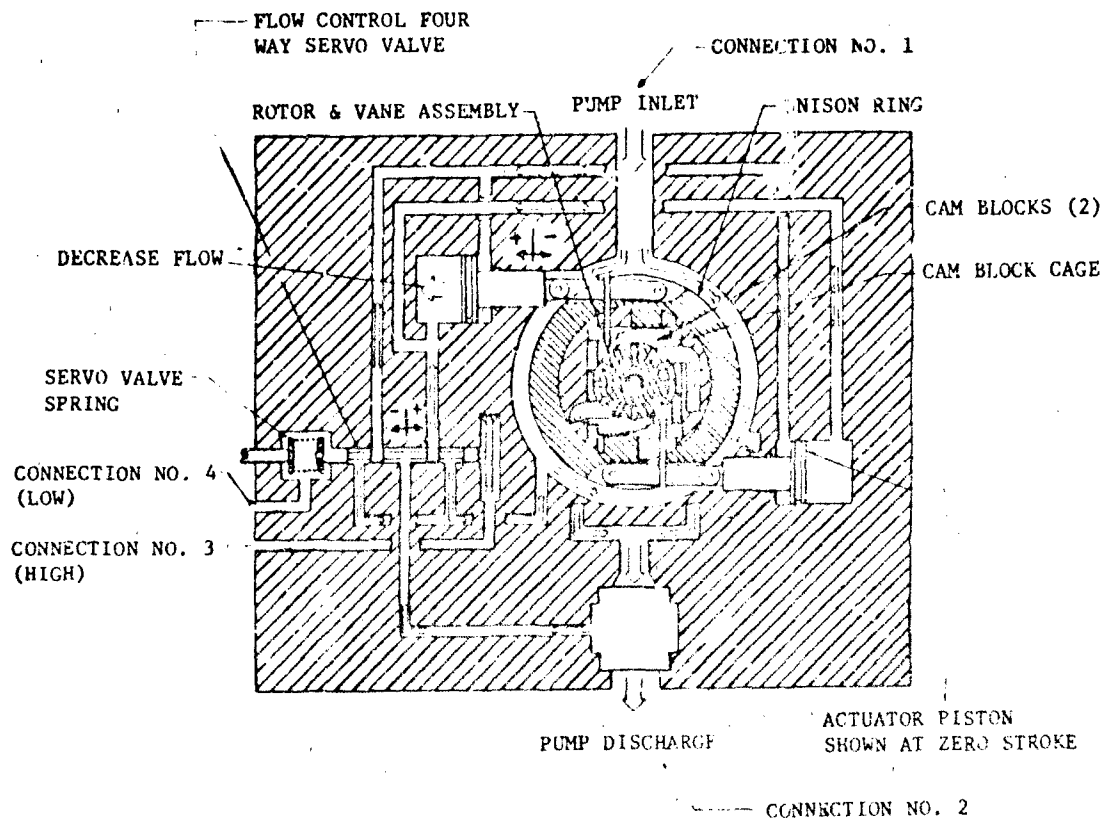 FLOW CONTROL FOUR
WAY SERVO VALVE
CONNECTION NO. 1
ROTOR & VANE ASSEMBLY
PUMP INLET
NISON RING
CAM BLOCKS (2)
DECREASE FLOW
CAM BLOCK CAGE
SERVO VALVE
SPRING
CONNECTION NO. 4
(LOW)
CONNECTION NO. 3
(HIGH)
ACTUATOR PISTON
SHOWN AT ZERO STROKE
PUMP DISCHARGE
CONNECTION NO. 2